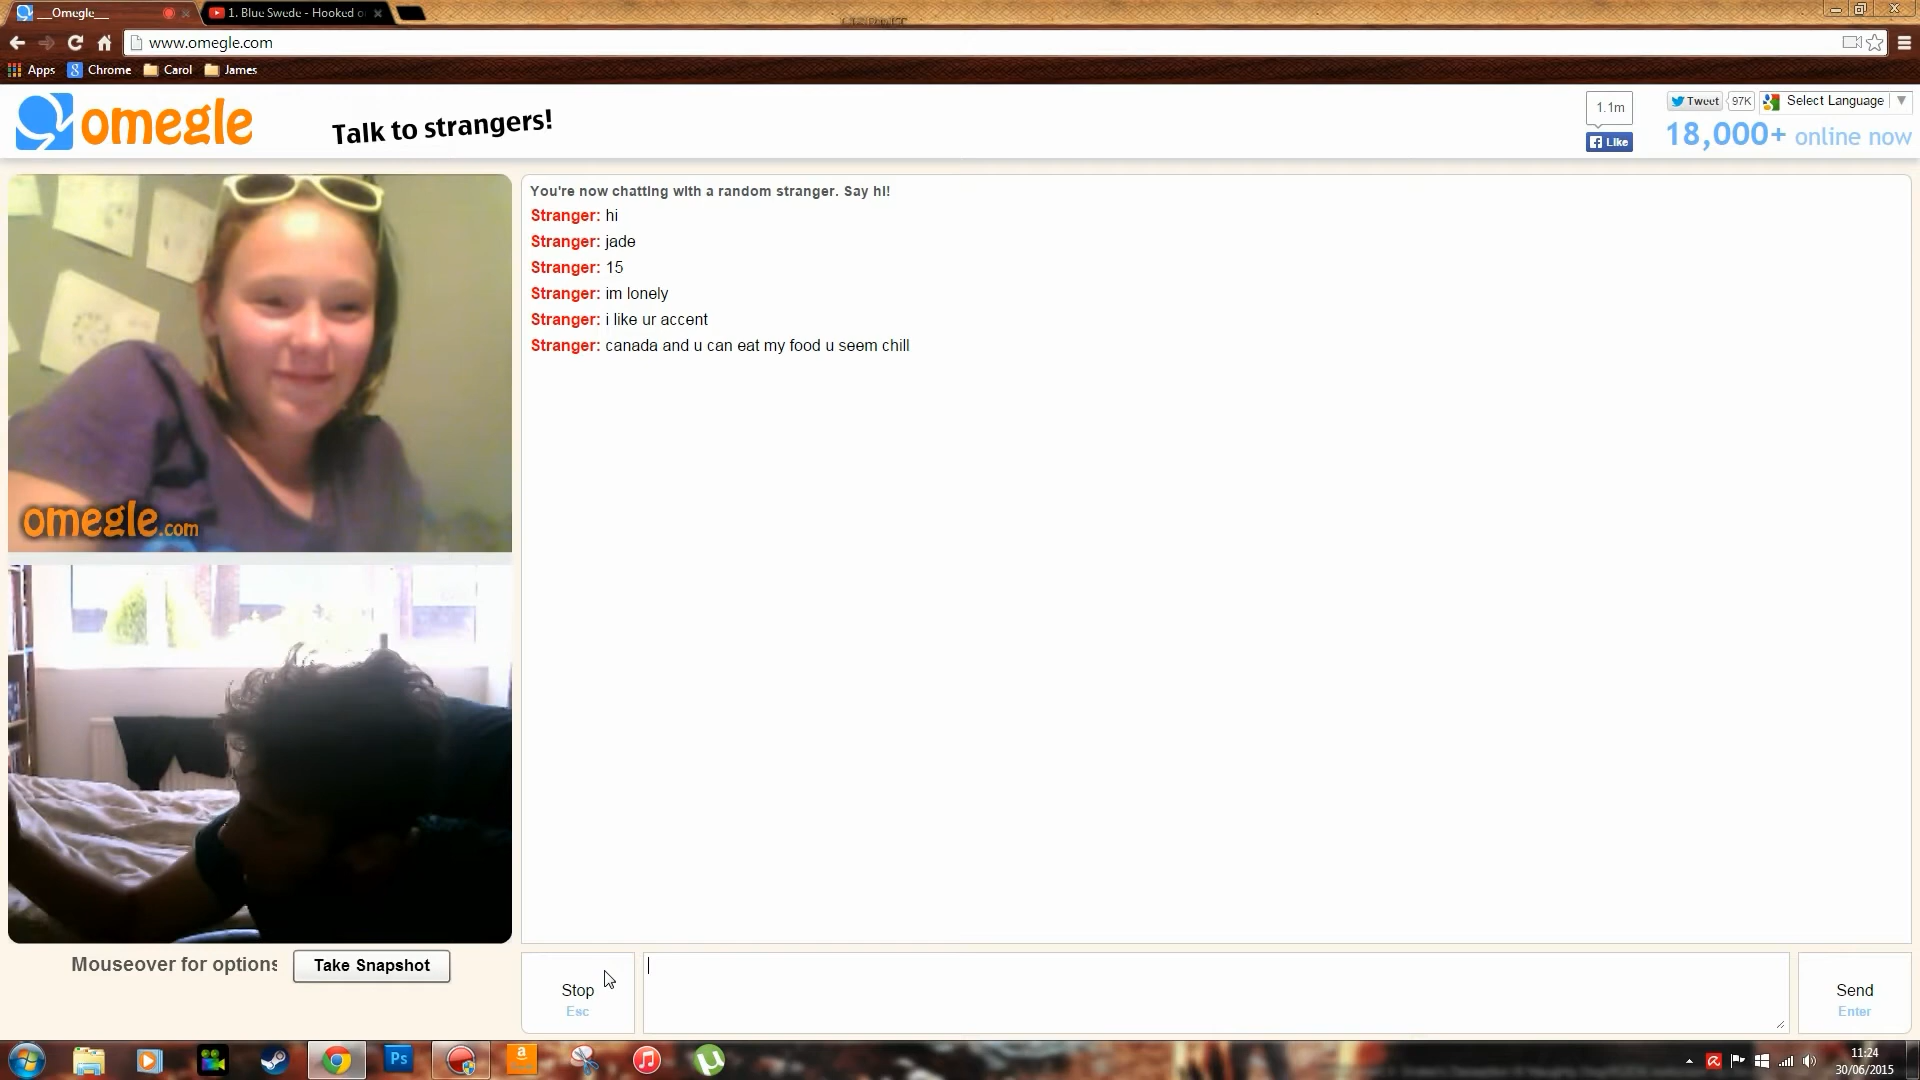 __Omegle__
1. Blue Swede - Hooked o
www.omegle.com
Apps
Chrome
Carol
James
omegle
Talk to strangers!
1.1m
Like
Tweet
97K
Select Language
18,000+ online now
You're now chatting with a random stranger. Say hi!
Stranger: hi
Stranger: jade
Stranger: 15
Stranger: im lonely
Stranger: i like ur accent
Stranger: canada and u can eat my food u seem chill
omegle.com
Mouseover for options
Take Snapshot
Stop
Esc
Send
Enter
Ps
a
11:24
30/06/2015